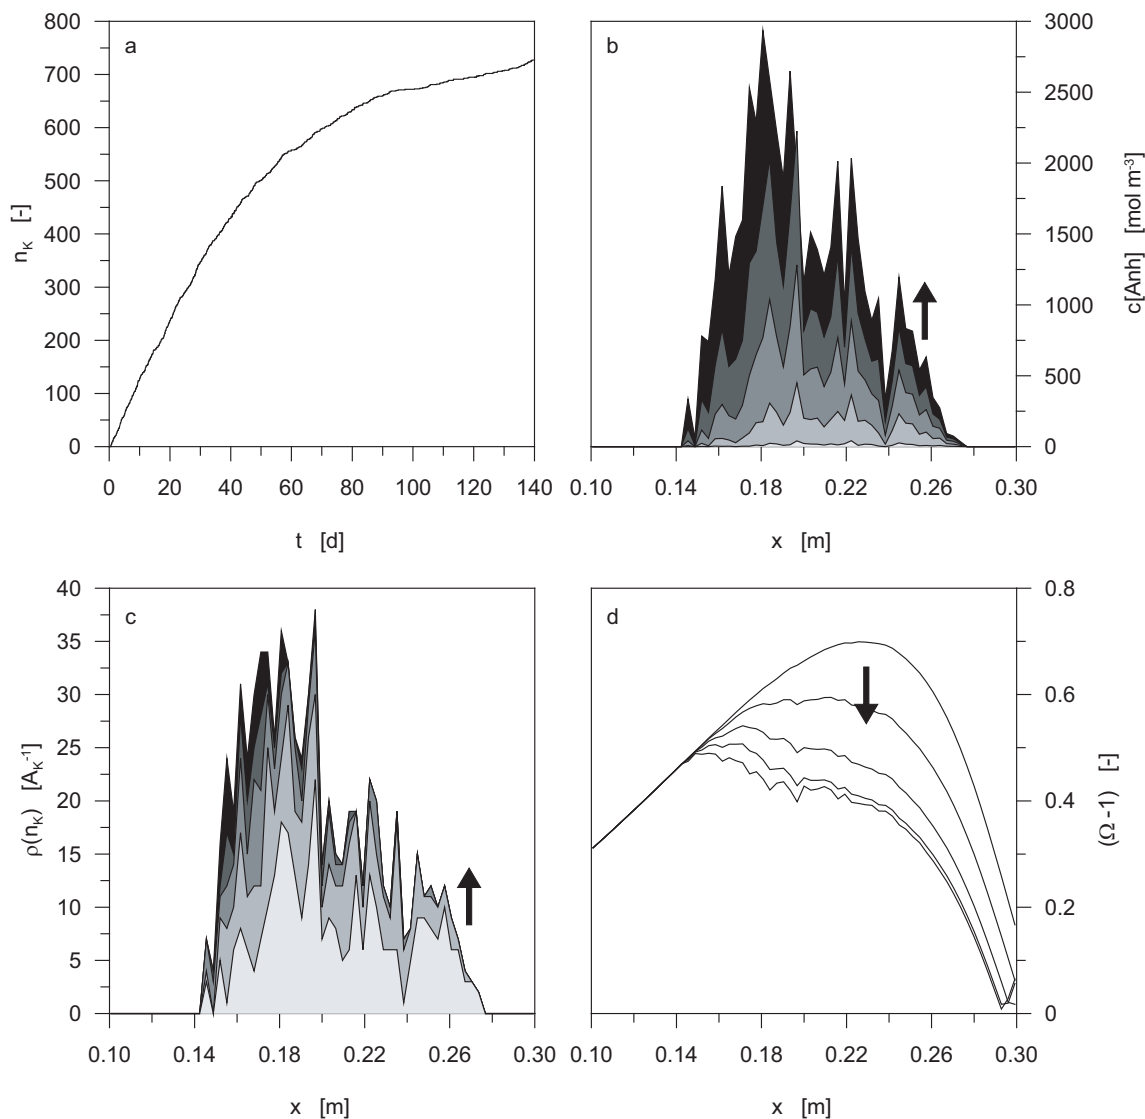 a
800
700
600
500
400
300
200
100
0
n_K [-]
0 20 40 60 80 100 120 140
t [d]
b
3000
2500
2000
1500
1000
500
0
c[Anh] [mol m⁻³]
0.10 0.14 0.18 0.22 0.26 0.30
x [m]
c
40
35
30
25
20
15
10
5
0
ρ(n_K) [A_K⁻¹]
0.10 0.14 0.18 0.22 0.26 0.30
x [m]
d
0.8
0.6
0.4
0.2
0
(Ω -1) [-]
0.10 0.14 0.18 0.22 0.26 0.30
x [m]